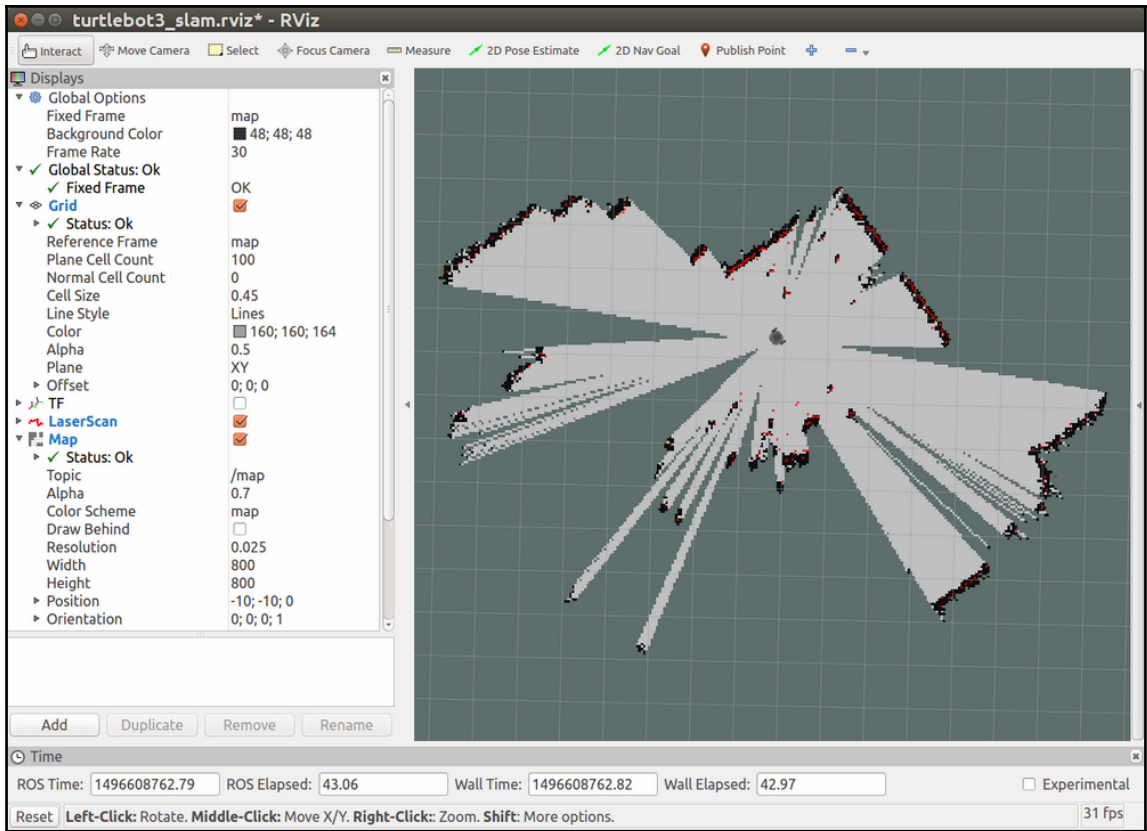 turtlebot3_slam.rviz* - RViz
Interact Move Camera Select Focus Camera Measure 2D Pose Estimate 2D Nav Goal Publish Point
Displays
Global Options
Fixed Frame map
Background Color 48; 48; 48
Frame Rate 30
Global Status: Ok
Fixed Frame OK
Grid
Status: Ok
Reference Frame map
Plane Cell Count 100
Normal Cell Count 0
Cell Size 0.45
Line Style Lines
Color 160; 160; 164
Alpha 0.5
Plane XY
Offset 0; 0; 0
TF
LaserScan
Map
Status: Ok
Topic /map
Alpha 0.7
Color Scheme map
Draw Behind
Resolution 0.025
Width 800
Height 800
Position -10; -10; 0
Orientation 0; 0; 0; 1
Add Duplicate Remove Rename
Time
ROS Time: 1496608762.79 ROS Elapsed: 43.06 Wall Time: 1496608762.82 Wall Elapsed: 42.97 Experimental
Reset Left-Click: Rotate. Middle-Click: Move X/Y. Right-Click:: Zoom. Shift: More options. 31 fps